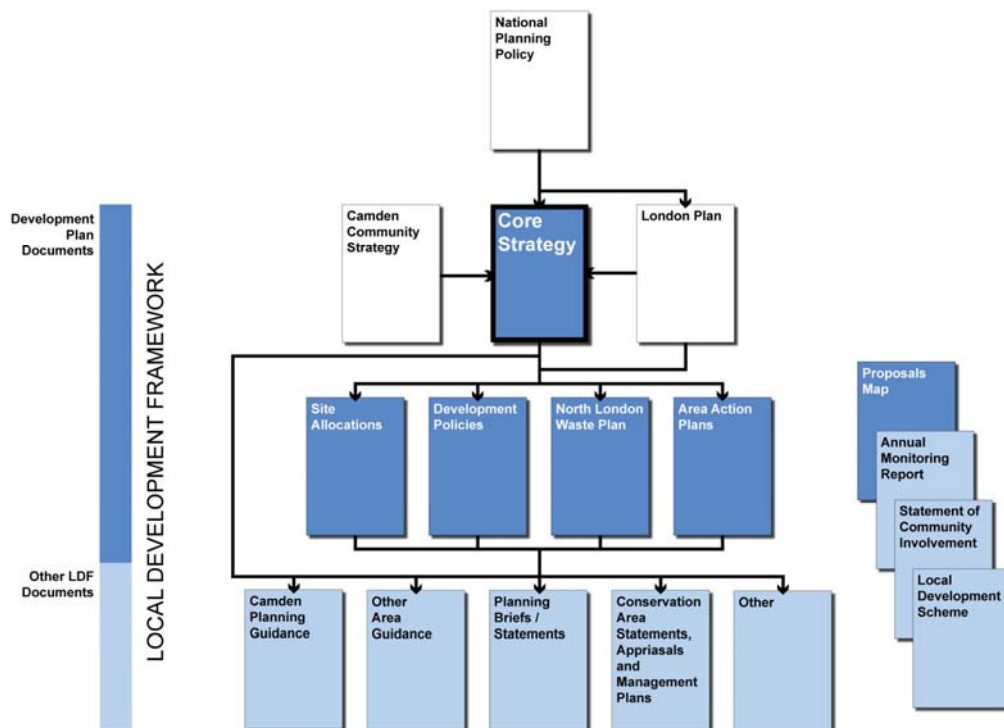 National
Planning
Policy
Development
Plan
Documents
Camden
Community
Strategy
Core
Strategy
London Plan
LOCAL DEVELOPMENT FRAMEWORK
Proposals
Map
Site
Allocations
Development
Policies
North London
Waste Plan
Area Action
Plans
Annual
Monitoring
Report
Statement of
Community
Involvement
Other LDF
Documents
Local
Development
Scheme
Camden
Planning
Guidance
Other
Area
Guidance
Planning
Briefs /
Statements
Conservation
Area
Statements,
Appriasals
and
Management
Plans
Other